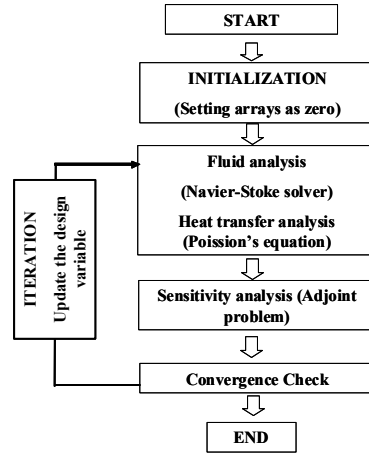 START
INITIALIZATION
(Setting arrays as zero)
Fluid analysis
(Navier-Stoke solver)
Heat transfer analysis
(Poission's equation)
ITERATION
Update the design
variable
Sensitivity analysis (Adjoint
problem)
Convergence Check
END